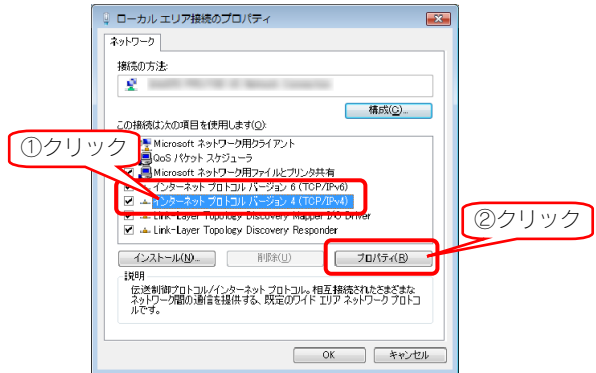 ローカル エリア接続のプロパティ
ネットワーク
接続の方法:
構成(C)...
この接続は次の項目を使用します(O):
①クリック
Microsoft ネットワーク用クライアント
QoS パケット スケジューラ
Microsoft ネットワーク用ファイルとプリンタ共有
インターネット プロトコル バージョン 6 (TCP/IPv6)
インターネット プロトコル バージョン 4 (TCP/IPv4)
Link-Layer Topology Discovery Mapper I/O Driver
Link-Layer Topology Discovery Responder
②クリック
インストール(N)...
削除(U)
プロパティ(R)
説明
伝送制御プロトコル/インターネット プロトコル。相互接続されたさまざまな
ネットワーク間の通信を提供する、既定のワイド エリア ネットワーク プロトコ
ルです。
OK
キャンセル